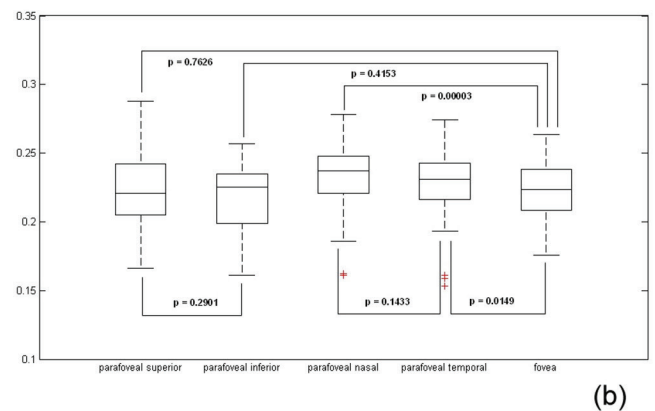 0.35
p = 0.7626
0.3
p = 0.4153
p = 0.00003
0.25
0.2
p = 0.2901
p = 0.1433
p = 0.0149
0.15
0.1
parafoveal superior parafoveal inferior parafoveal nasal parafoveal temporal fovea
(b)